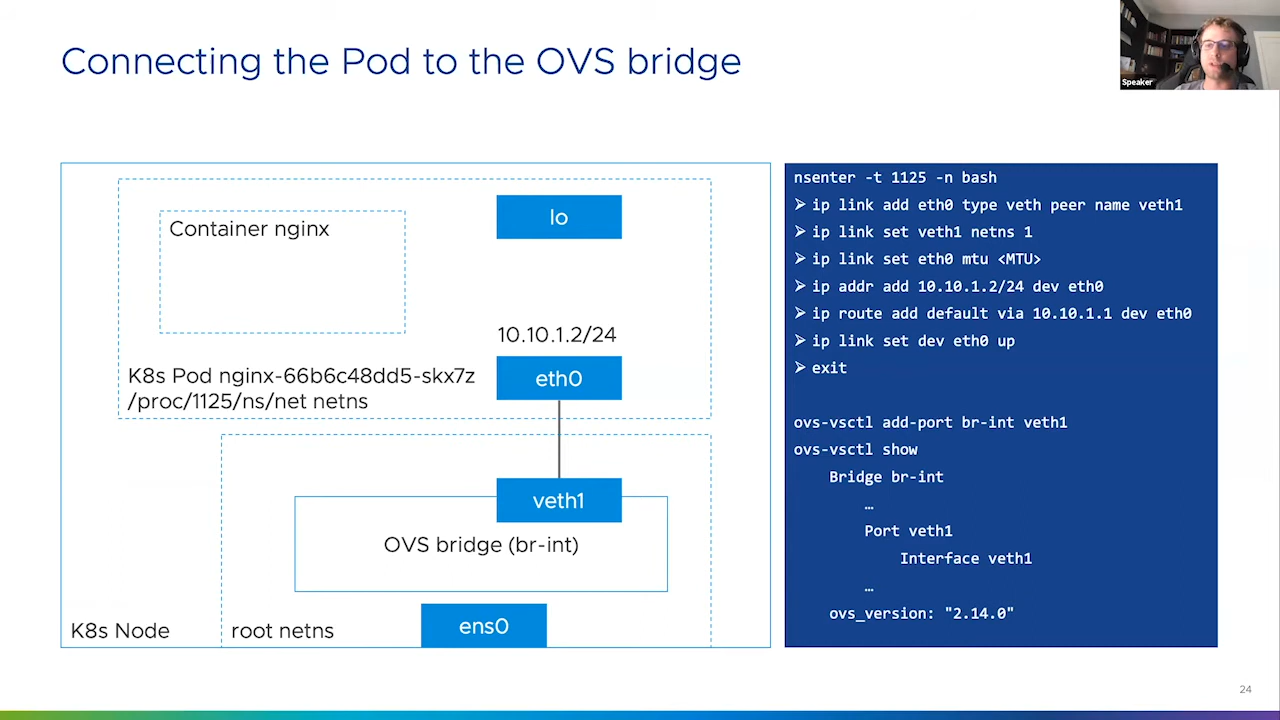 Connecting the Pod to the OVS bridge
Speaker
lo
Container nginx
10.10.1.2/24
K8s Pod nginx-66b6c48dd5-skx7z
/proc/1125/ns/net netns
eth0
veth1
OVS bridge (br-int)
K8s Node
root netns
ens0
nsenter -t 1125 -n bash
➢ ip link add eth0 type veth peer name veth1
➢ ip link set veth1 netns 1
➢ ip link set eth0 mtu <MTU>
➢ ip addr add 10.10.1.2/24 dev eth0
➢ ip route add default via 10.10.1.1 dev eth0
➢ ip link set dev eth0 up
➢ exit
ovs-vsctl add-port br-int veth1
ovs-vsctl show
Bridge br-int
…
Port veth1
Interface veth1
…
ovs_version: "2.14.0"
24